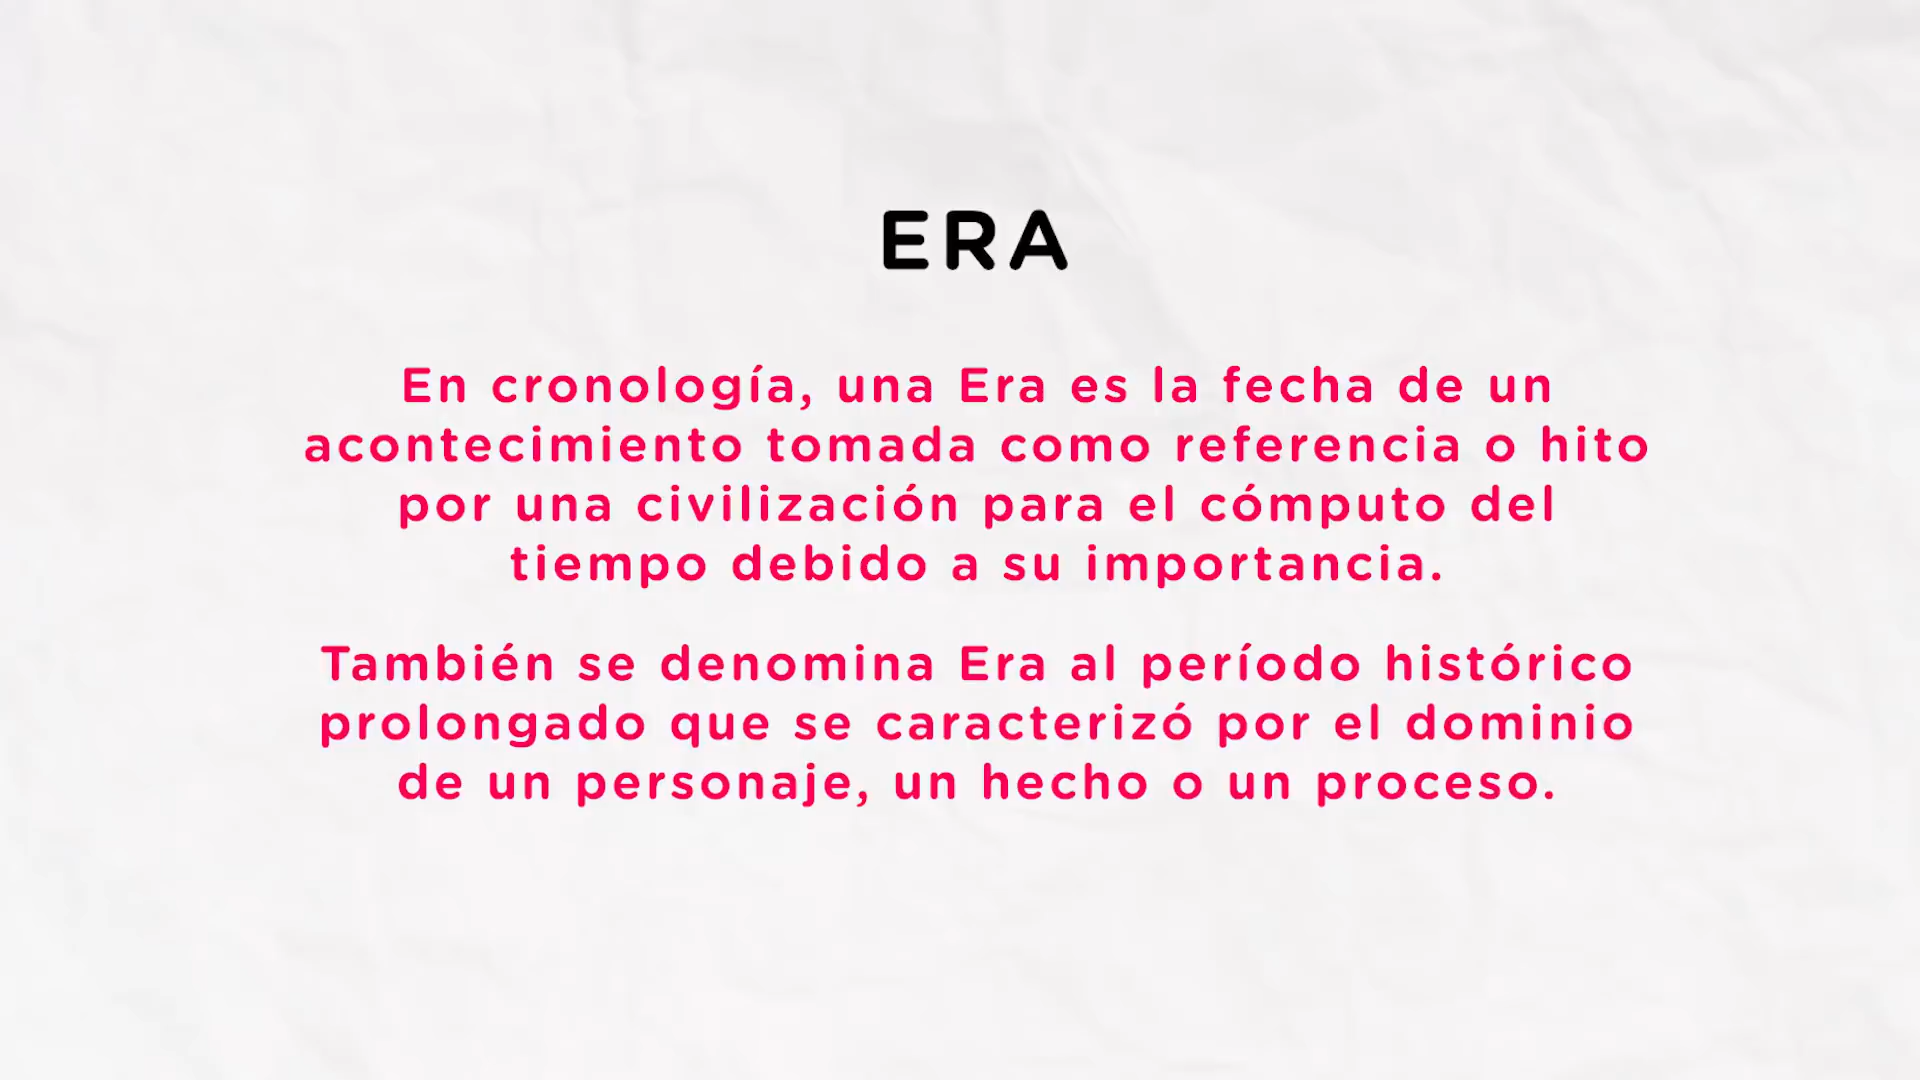 ERA
En cronología, una Era es la fecha de un
acontecimiento tomada como referencia o hito
por una civilización para el cómputo del
tiempo debido a su importancia.
También se denomina Era al período histórico
prolongado que se caracterizó por el dominio
de un personaje, un hecho o un proceso.